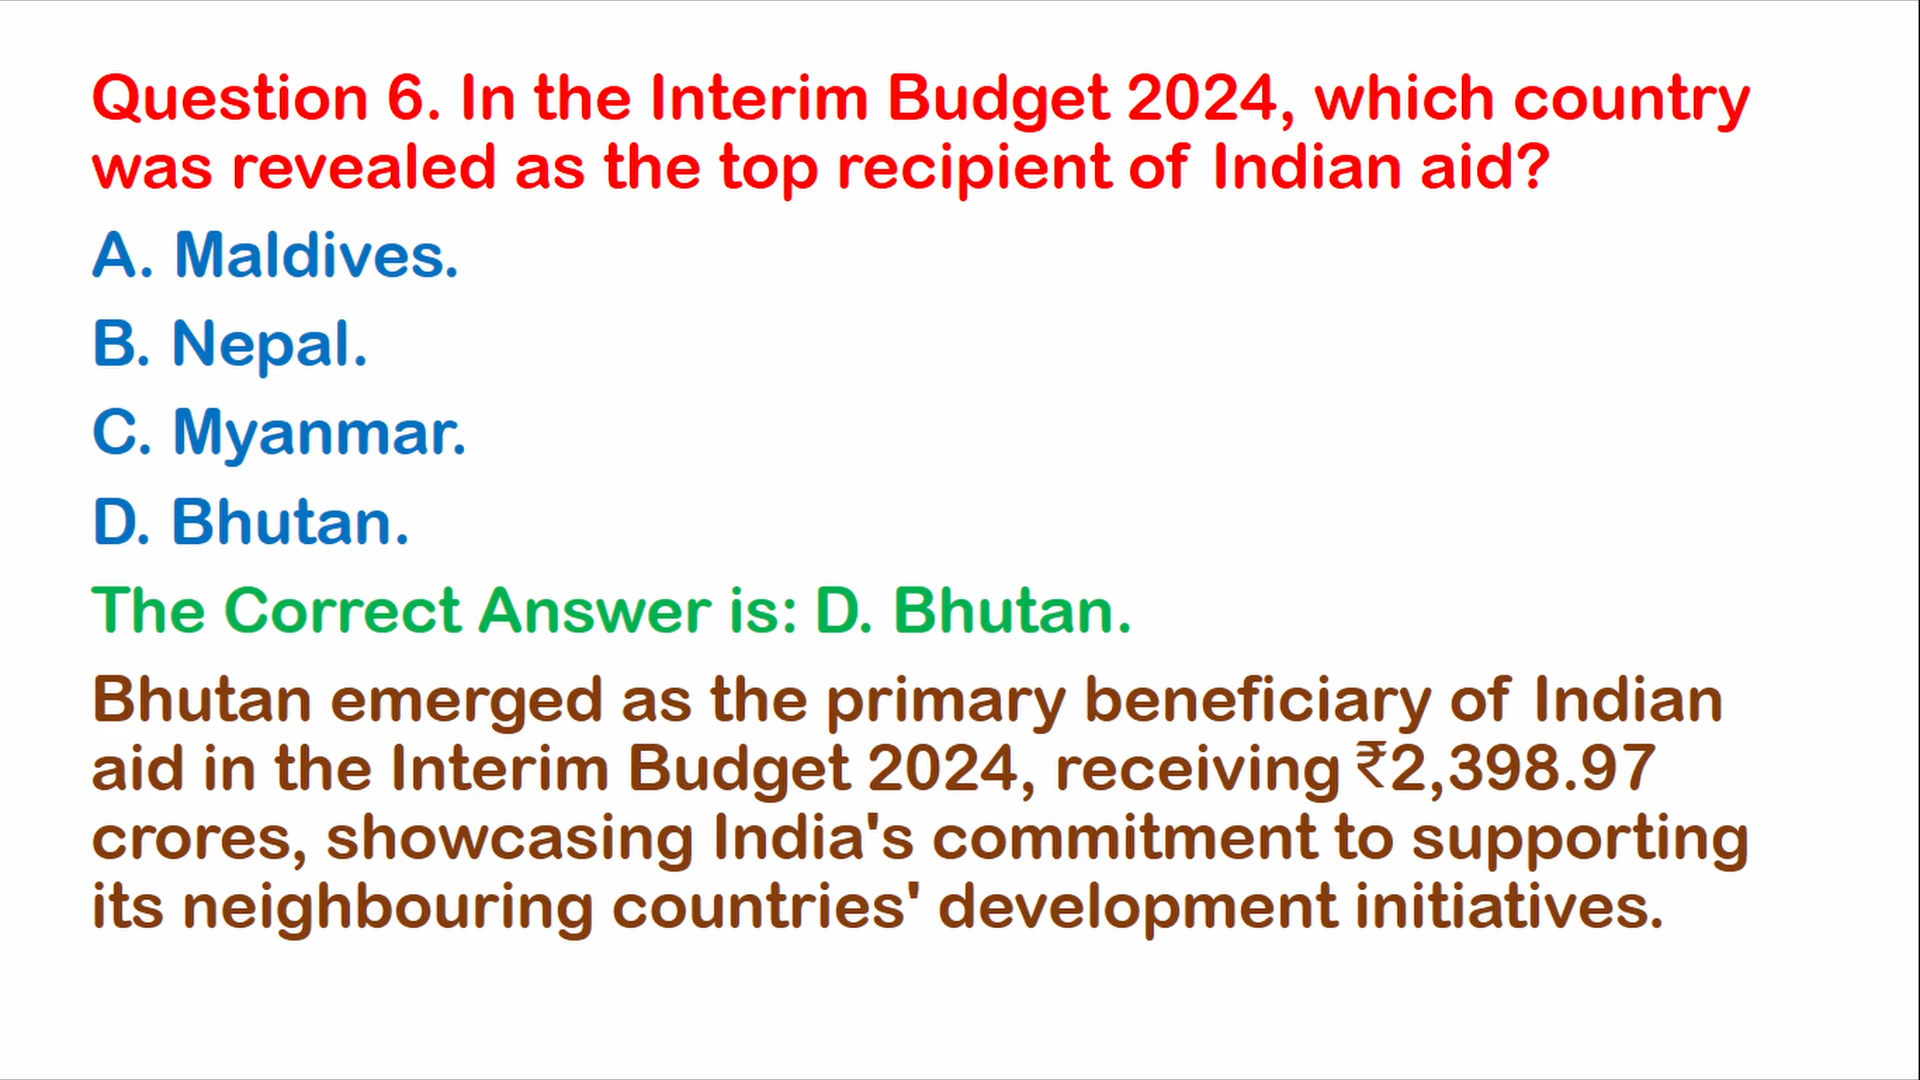 Question 6. In the Interim Budget 2024, which country
was revealed as the top recipient of Indian aid?
A. Maldives.
B. Nepal.
C. Myanmar.
D. Bhutan.
The Correct Answer is: D. Bhutan.
Bhutan emerged as the primary beneficiary of Indian
aid in the Interim Budget 2024, receiving ₹2,398.97
crores, showcasing India's commitment to supporting
its neighbouring countries' development initiatives.